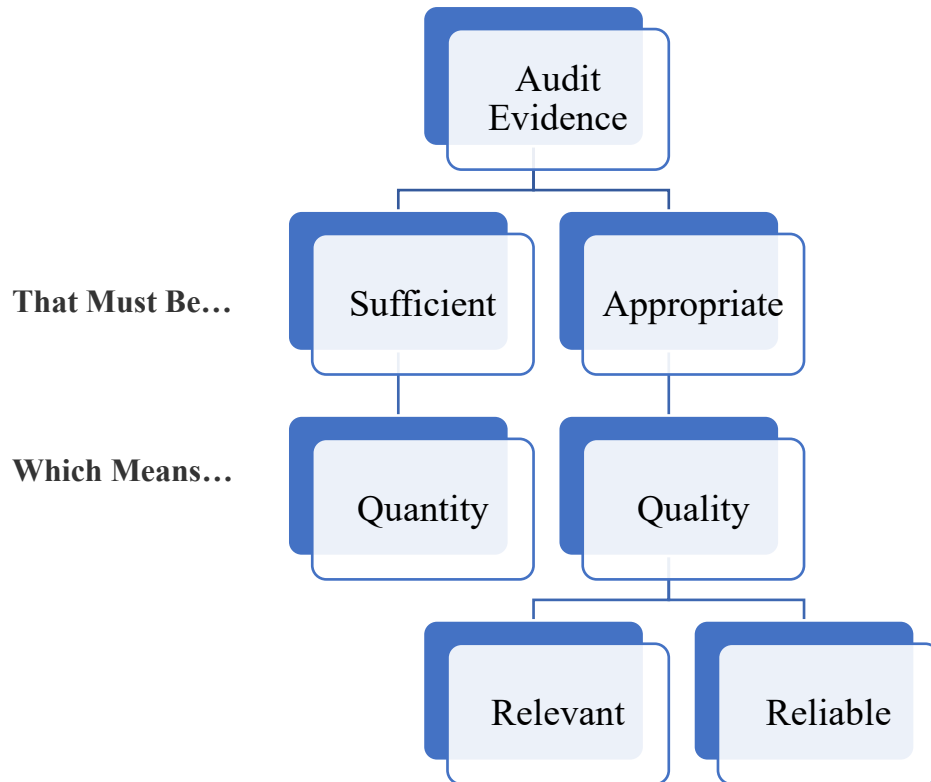 Audit
Evidence
That Must Be…
Sufficient
Appropriate
Which Means…
Quantity
Quality
Relevant
Reliable